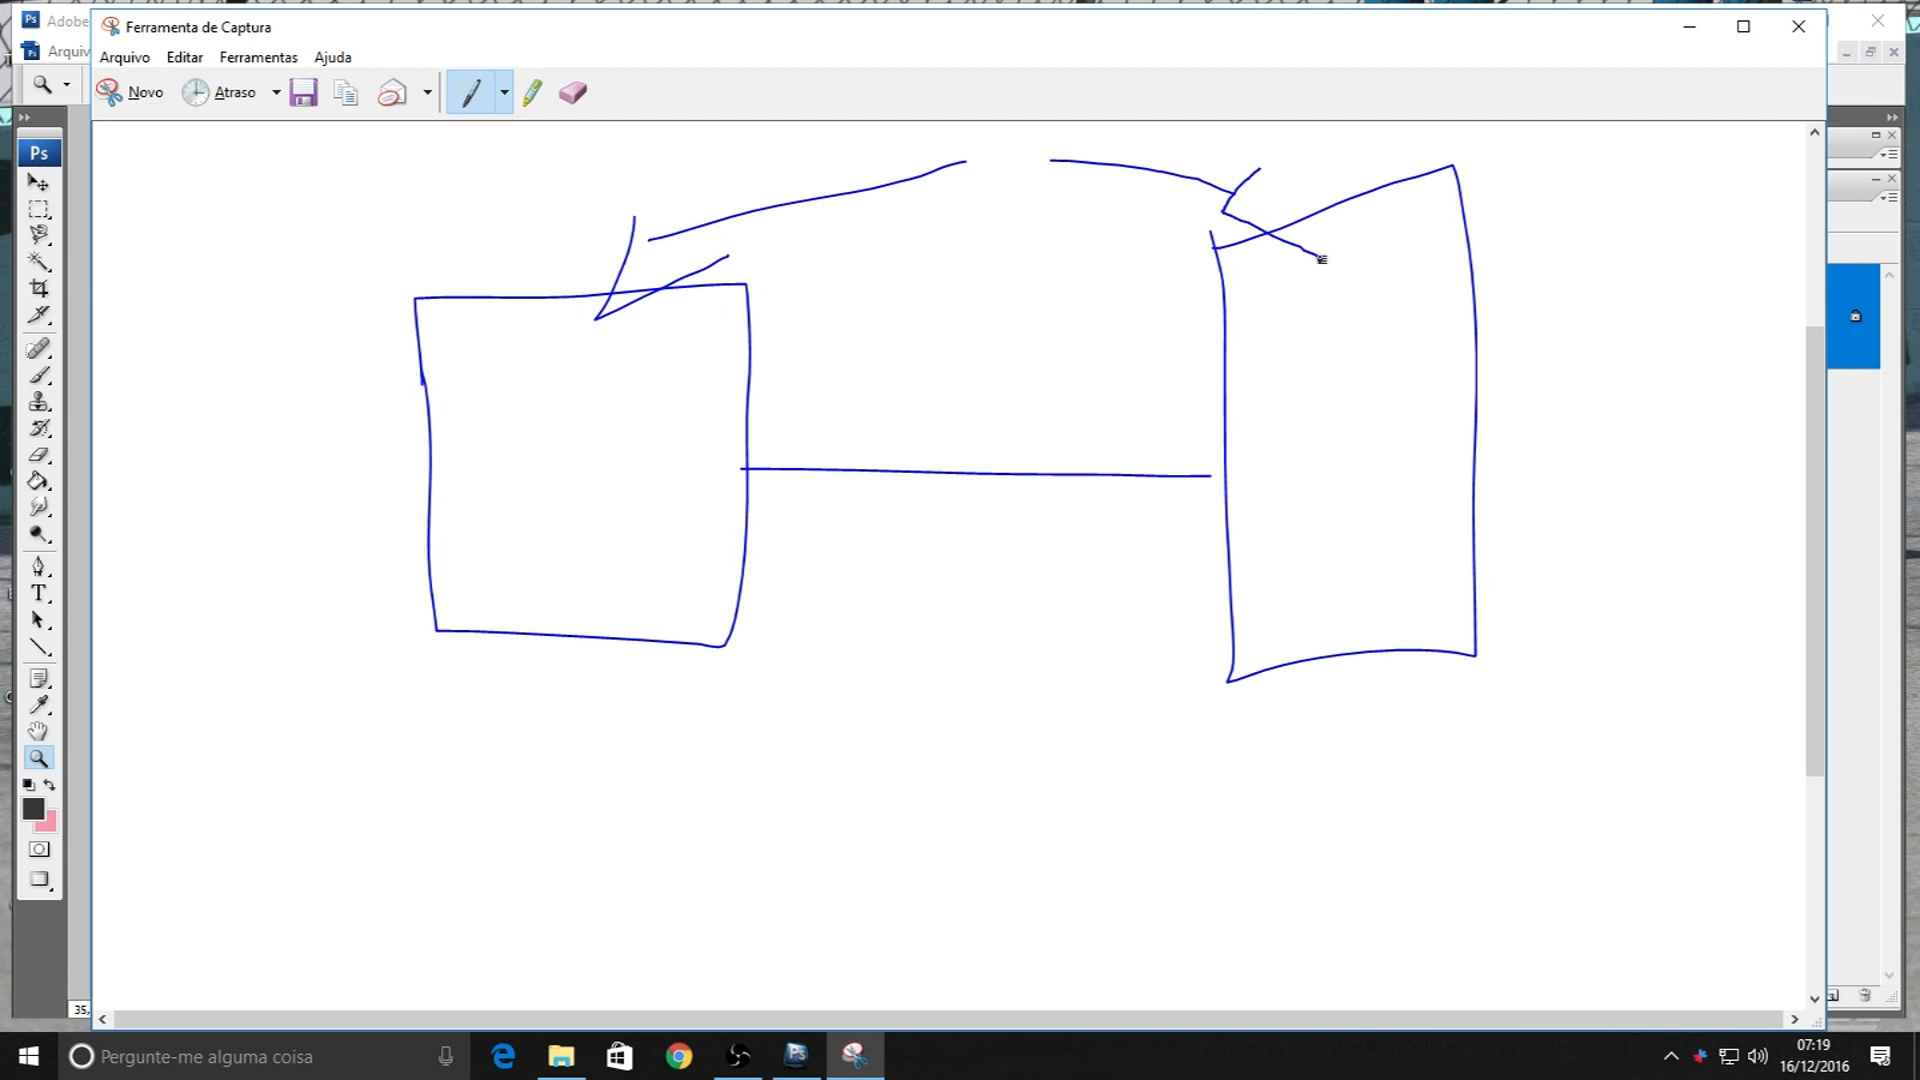 Adobe
Ferramenta de Captura
Arquiv
Arquivo Editar Ferramentas Ajuda
Novo Atraso
Ps
T
35,
Pergunte-me alguma coisa
07:19
16/12/2016